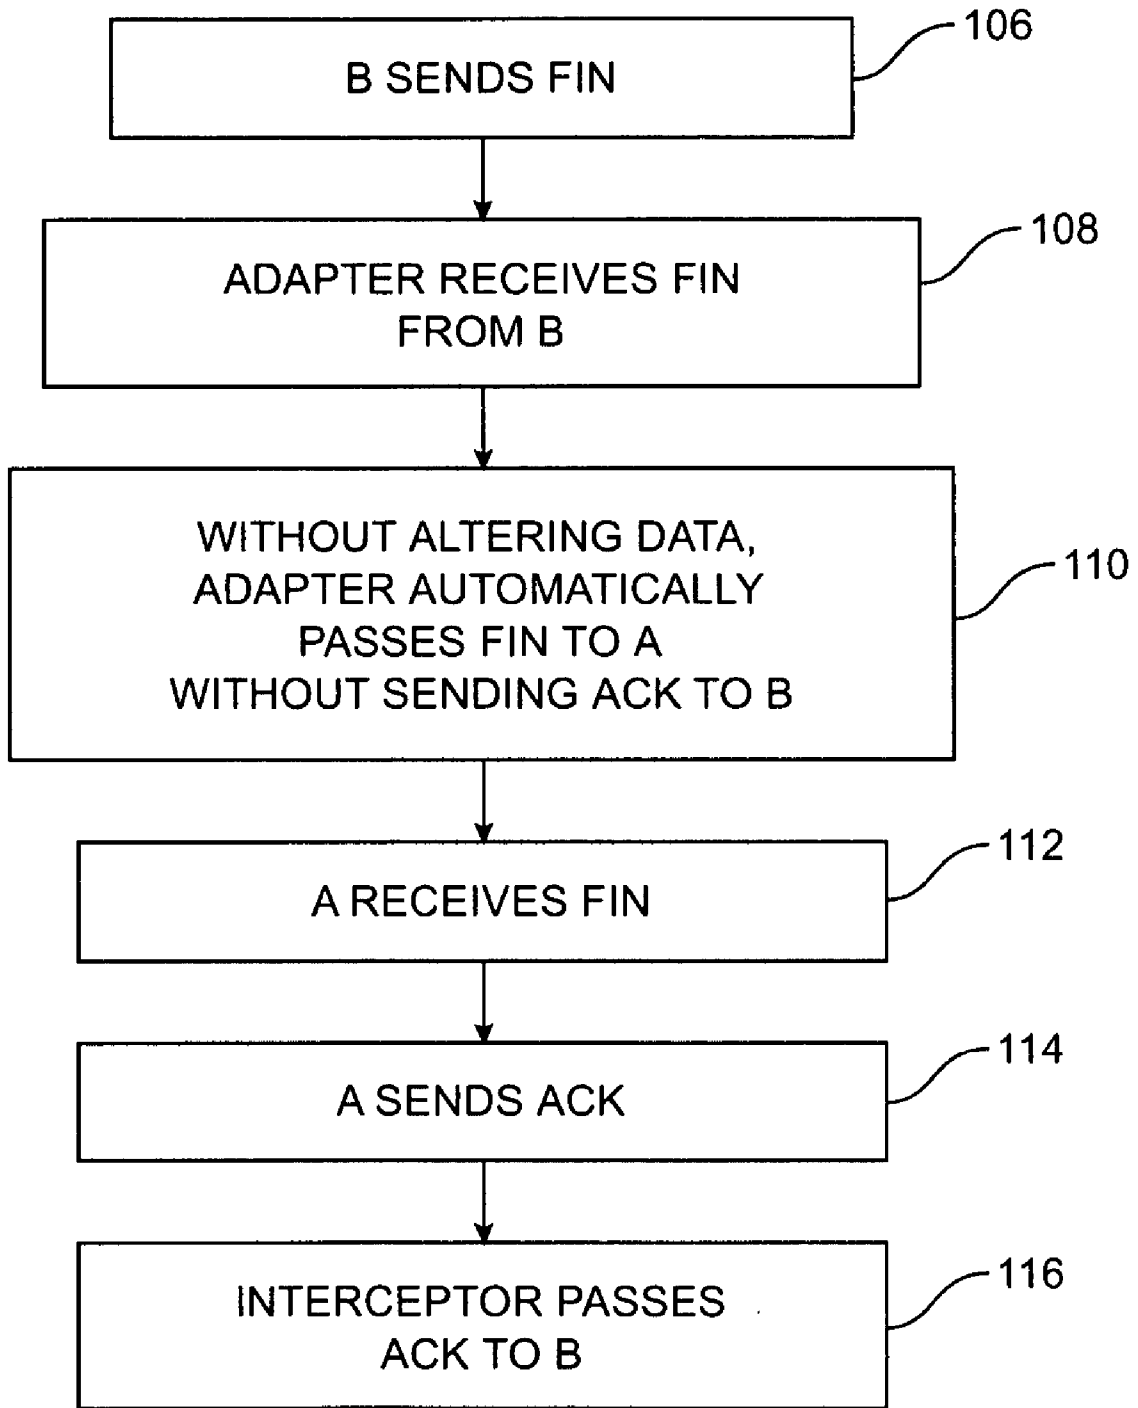 106
B SENDS FIN
108
ADAPTER RECEIVES FIN
FROM B
110
WITHOUT ALTERING DATA,
ADAPTER AUTOMATICALLY
PASSES FIN TO A
WITHOUT SENDING ACK TO B
112
A RECEIVES FIN
114
A SENDS ACK
116
INTERCEPTOR PASSES
ACK TO B